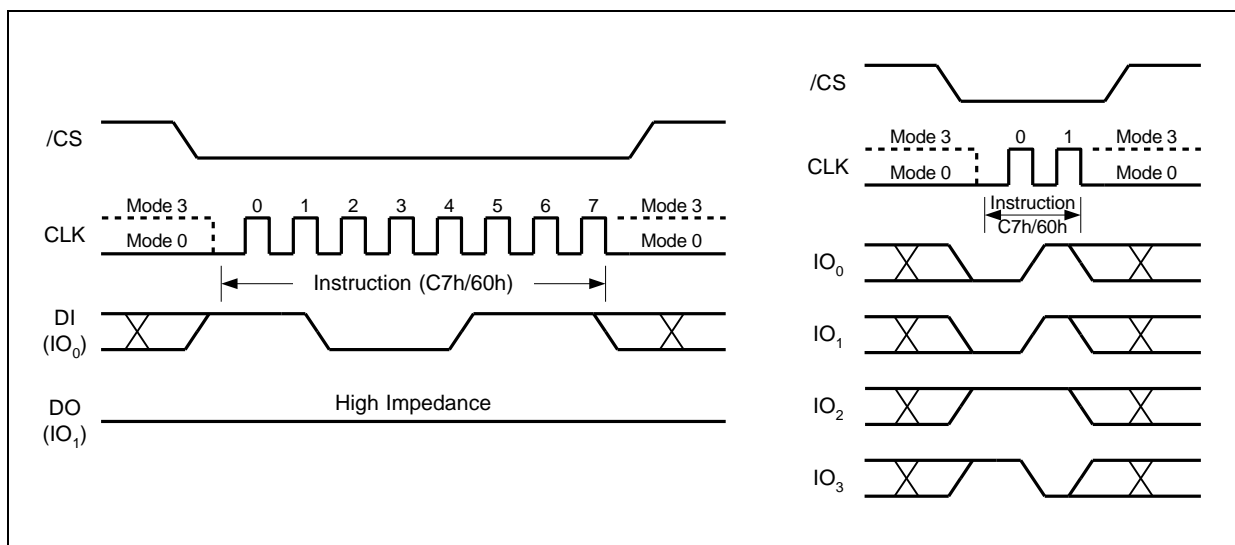 /CS
Mode 3 0 1 2 3 4 5 6 7 Mode 3
CLK
Mode 0 Mode 0
Instruction (C7h/60h)
DI
(IO0)
High Impedance
DO
(IO1)
/CS
Mode 3 0 1 Mode 3
CLK
Mode 0 Mode 0
Instruction
C7h/60h
IO0
IO1
IO2
IO3